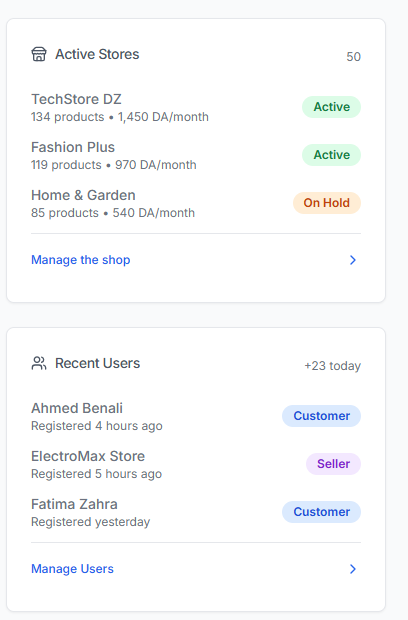 Active Stores
50
TechStore DZ
134 products • 1,450 DA/month
Active
Fashion Plus
119 products • 970 DA/month
Active
Home & Garden
85 products • 540 DA/month
On Hold
Manage the shop
Recent Users
+23 today
Ahmed Benali
Registered 4 hours ago
Customer
ElectroMax Store
Registered 5 hours ago
Seller
Fatima Zahra
Registered yesterday
Customer
Manage Users